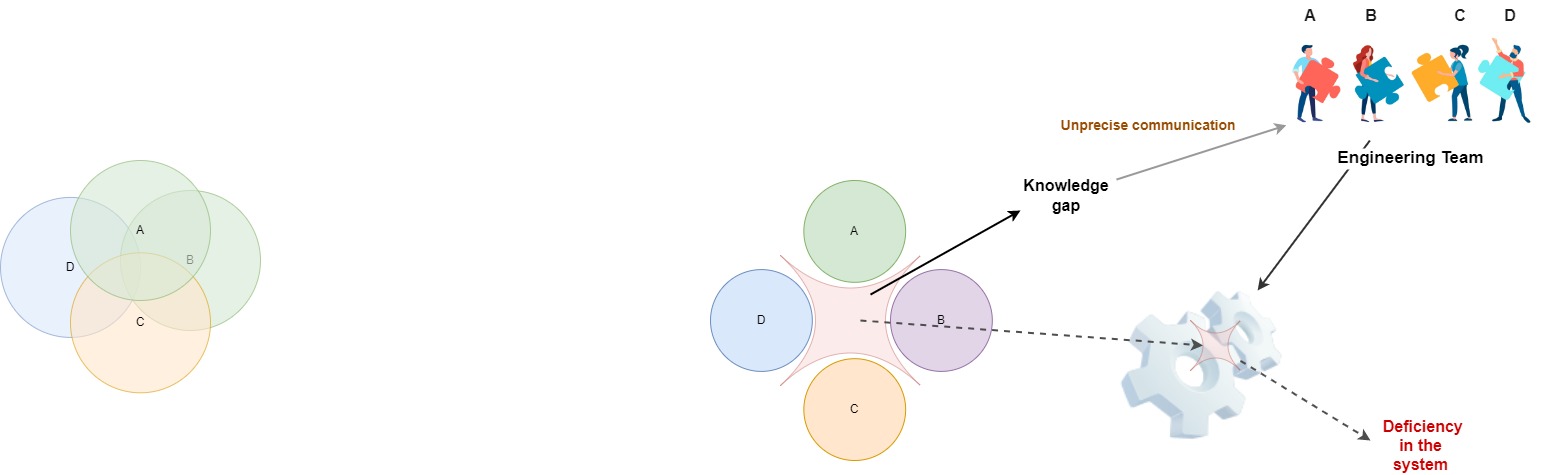 A B C D
Unprecise communication
Engineering Team
Knowledge
gap
A
D
B
C
A
D
B
C
Deficiency
in the
system